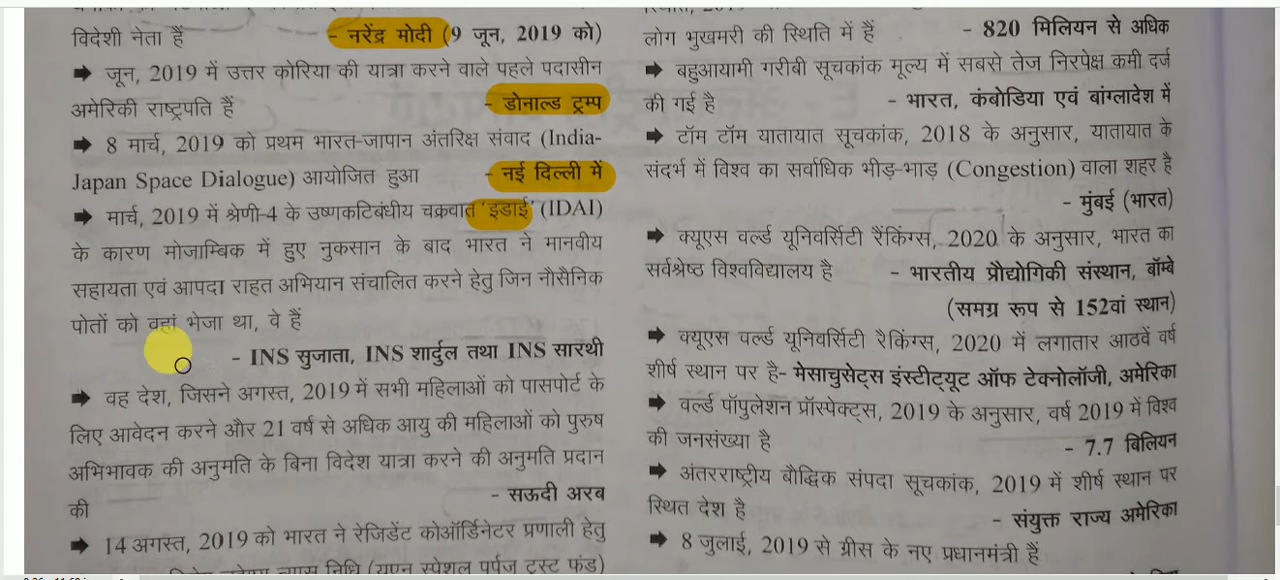 विदेशी नेता हैं - नरेंद्र मोदी (9 जून, 2019 को)
➡ जून, 2019 में उत्तर कोरिया की यात्रा करने वाले पहले पदासीन
अमेरिकी राष्ट्रपति हैं - डोनाल्ड ट्रम्प
➡ 8 मार्च, 2019 को प्रथम भारत-जापान अंतरिक्ष संवाद (India-
Japan Space Dialogue) आयोजित हुआ - नई दिल्ली में
➡ मार्च, 2019 में श्रेणी-4 के उष्णकटिबंधीय चक्रवात 'इडाई' (IDAI)
के कारण मोजाम्बिक में हुए नुकसान के बाद भारत ने मानवीय
सहायता एवं आपदा राहत अभियान संचालित करने हेतु जिन नौसैनिक
पोतों को वहां भेजा था, वे हैं
- INS सुजाता, INS शार्दुल तथा INS सारथी
➡ वह देश, जिसने अगस्त, 2019 में सभी महिलाओं को पासपोर्ट के
लिए आवेदन करने और 21 वर्ष से अधिक आयु की महिलाओं को पुरुष
अभिभावक की अनुमति के बिना विदेश यात्रा करने की अनुमति प्रदान
की - सऊदी अरब
➡ 14 अगस्त, 2019 को भारत ने रेजिडेंट कोऑर्डिनेटर प्रणाली हेतु
न्यास निधि (यूएन स्पेशल पर्पज ट्रस्ट फंड)
लोग भुखमरी की स्थिति में हैं - 820 मिलियन से अधिक
➡ बहुआयामी गरीबी सूचकांक मूल्य में सबसे तेज निरपेक्ष कमी दर्ज
की गई है - भारत, कंबोडिया एवं बांग्लादेश में
➡ टॉम टॉम यातायात सूचकांक, 2018 के अनुसार, यातायात के
संदर्भ में विश्व का सर्वाधिक भीड़-भाड़ (Congestion) वाला शहर है
- मुंबई (भारत)
➡ क्यूएस वर्ल्ड यूनिवर्सिटी रैंकिंग्स, 2020 के अनुसार, भारत का
सर्वश्रेष्ठ विश्वविद्यालय है - भारतीय प्रौद्योगिकी संस्थान, बॉम्बे
(समग्र रूप से 152वां स्थान)
➡ क्यूएस वर्ल्ड यूनिवर्सिटी रैकिंग्स, 2020 में लगातार आठवें वर्ष
शीर्ष स्थान पर है- मेसाचुसेट्स इंस्टीट्यूट ऑफ टेक्नोलॉजी, अमेरिका
➡ वर्ल्ड पॉपुलेशन प्रॉस्पेक्ट्स, 2019 के अनुसार, वर्ष 2019 में विश्व
की जनसंख्या है - 7.7 बिलियन
➡ अंतरराष्ट्रीय बौद्धिक संपदा सूचकांक, 2019 में शीर्ष स्थान पर
स्थित देश है - संयुक्त राज्य अमेरिका
➡ 8 जुलाई, 2019 से ग्रीस के नए प्रधानमंत्री हैं